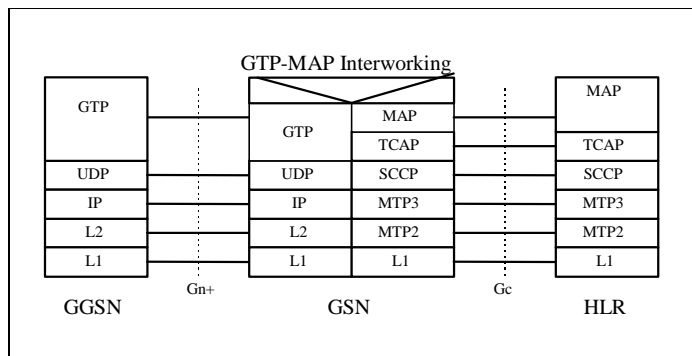 GTP-MAP Interworking
GTP
MAP
MAP
GTP
TCAP
TCAP
UDP
UDP
SCCP
SCCP
IP
IP
MTP3
MTP3
L2
L2
MTP2
MTP2
L1
L1
L1
L1
Gn+
Gc
GGSN
GSN
HLR